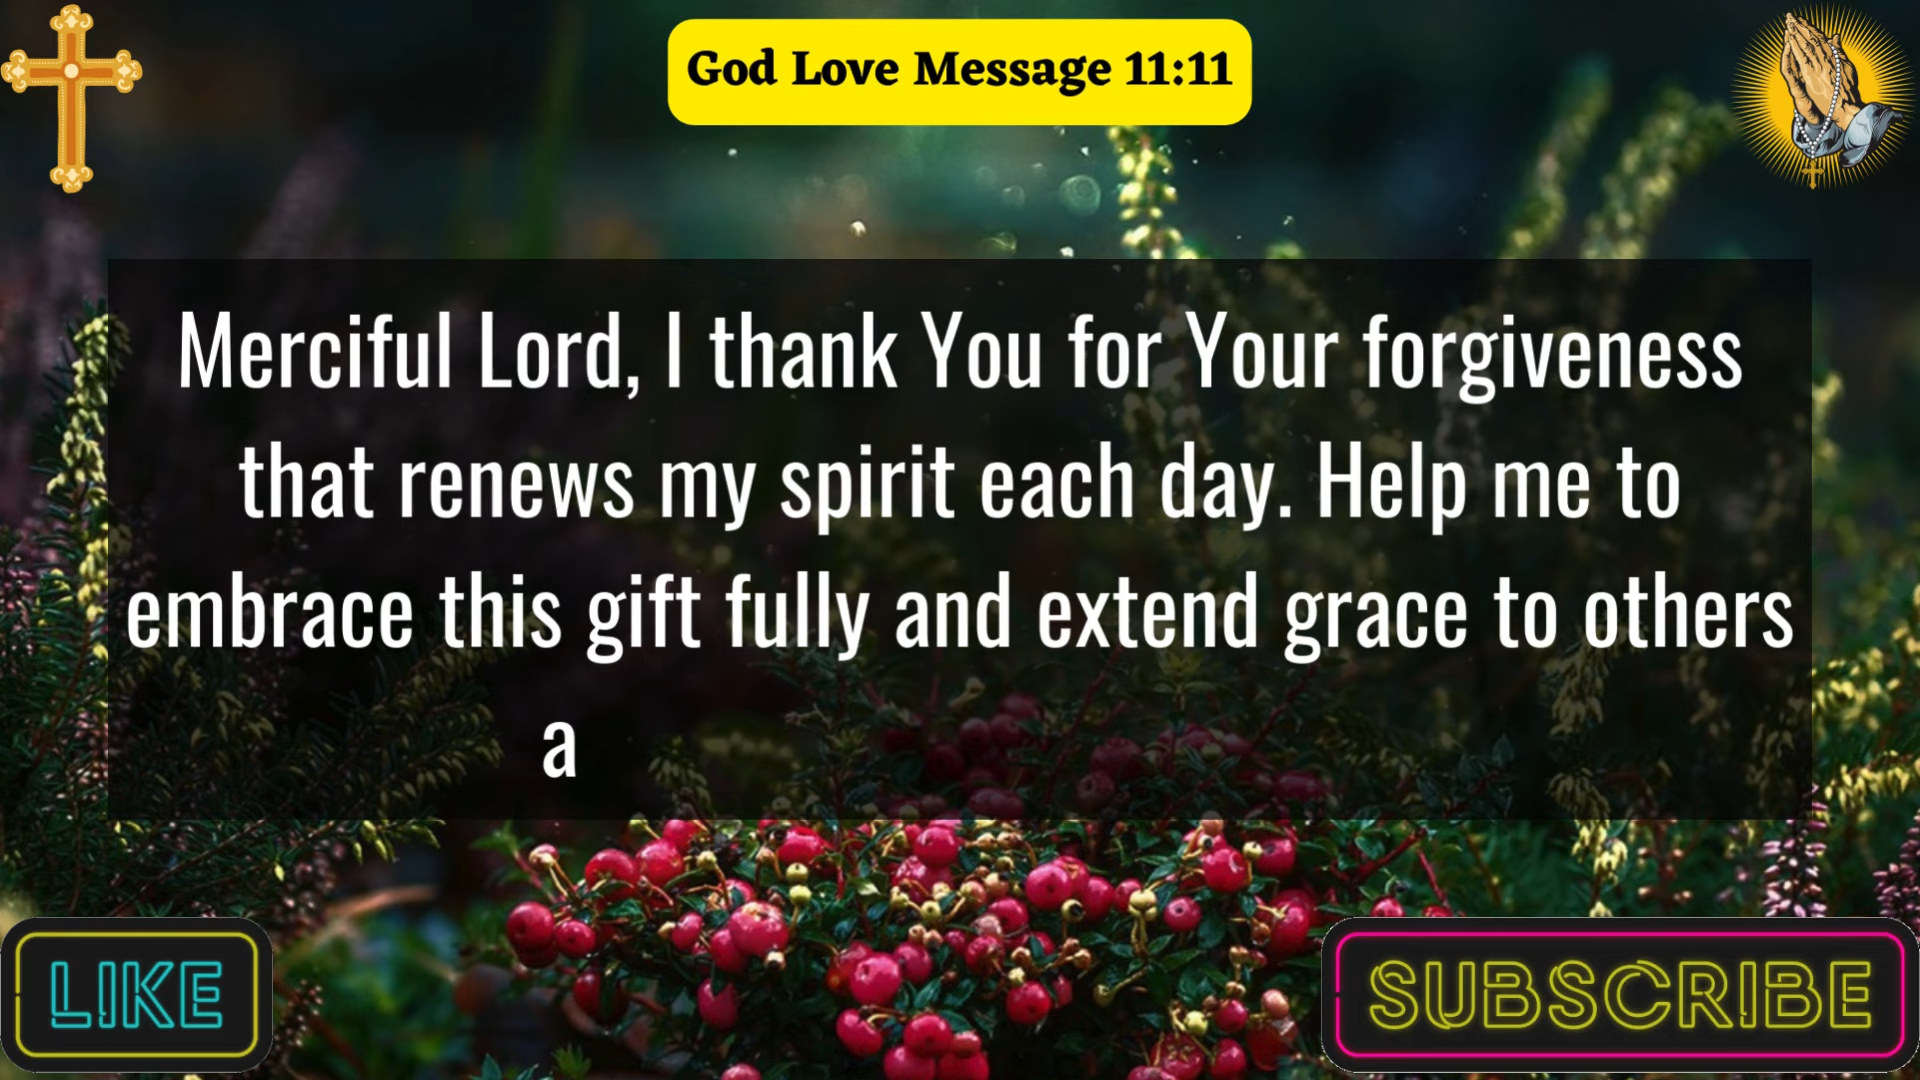 God Love Message 11:11
Merciful Lord, I thank You for Your forgiveness
that renews my spirit each day. Help me to
embrace this gift fully and extend grace to others
a
LIKE
SUBSCRIBE